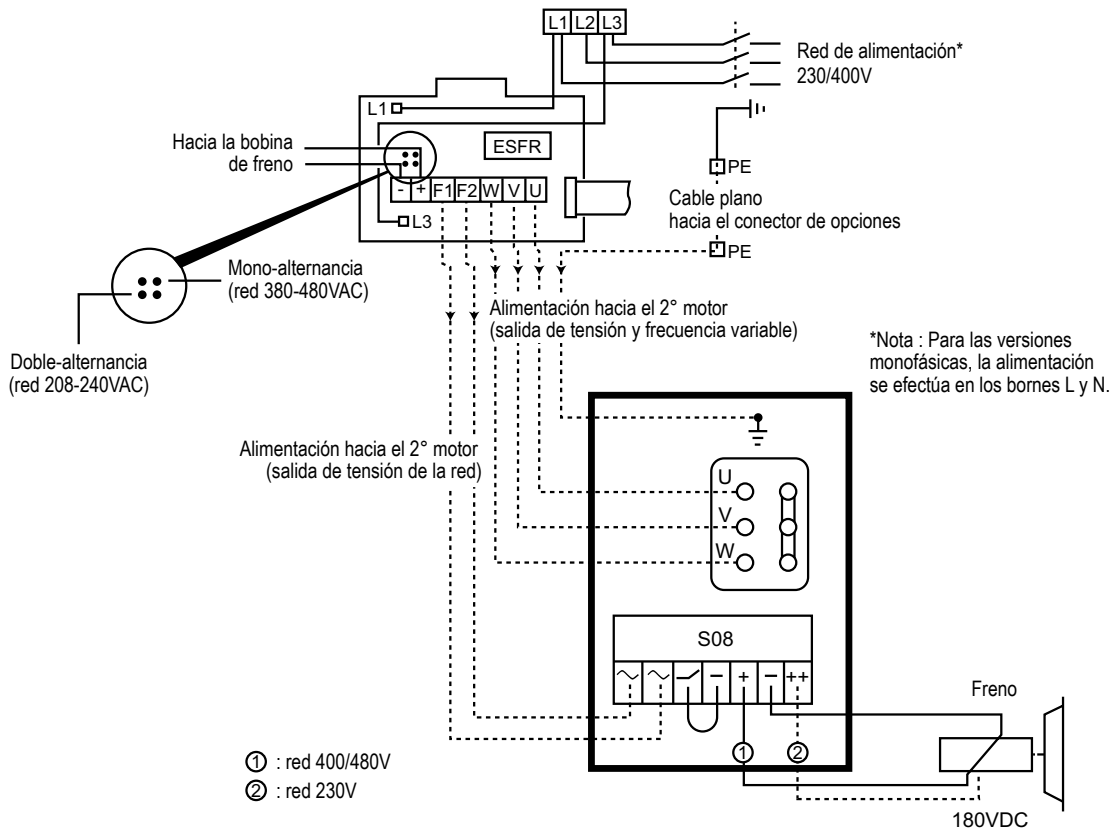 L1 L2 L3
Red de alimentación*
230/400V
L1
Hacia la bobina
de freno
ESFR
PE
- + F1 F2 W V U
Cable plano
hacia el conector de opciones
L3
PE
Mono-alternancia
(red 380-480VAC)
Alimentación hacia el 2° motor
(salida de tensión y frecuencia variable)
Doble-alternancia
(red 208-240VAC)
*Nota : Para las versiones
monofásicas, la alimentación
se efectúa en los bornes L y N.
Alimentación hacia el 2° motor
(salida de tensión de la red)
U
V
W
S08
- + - ++
Freno
1 2
① : red 400/480V
② : red 230V
180VDC